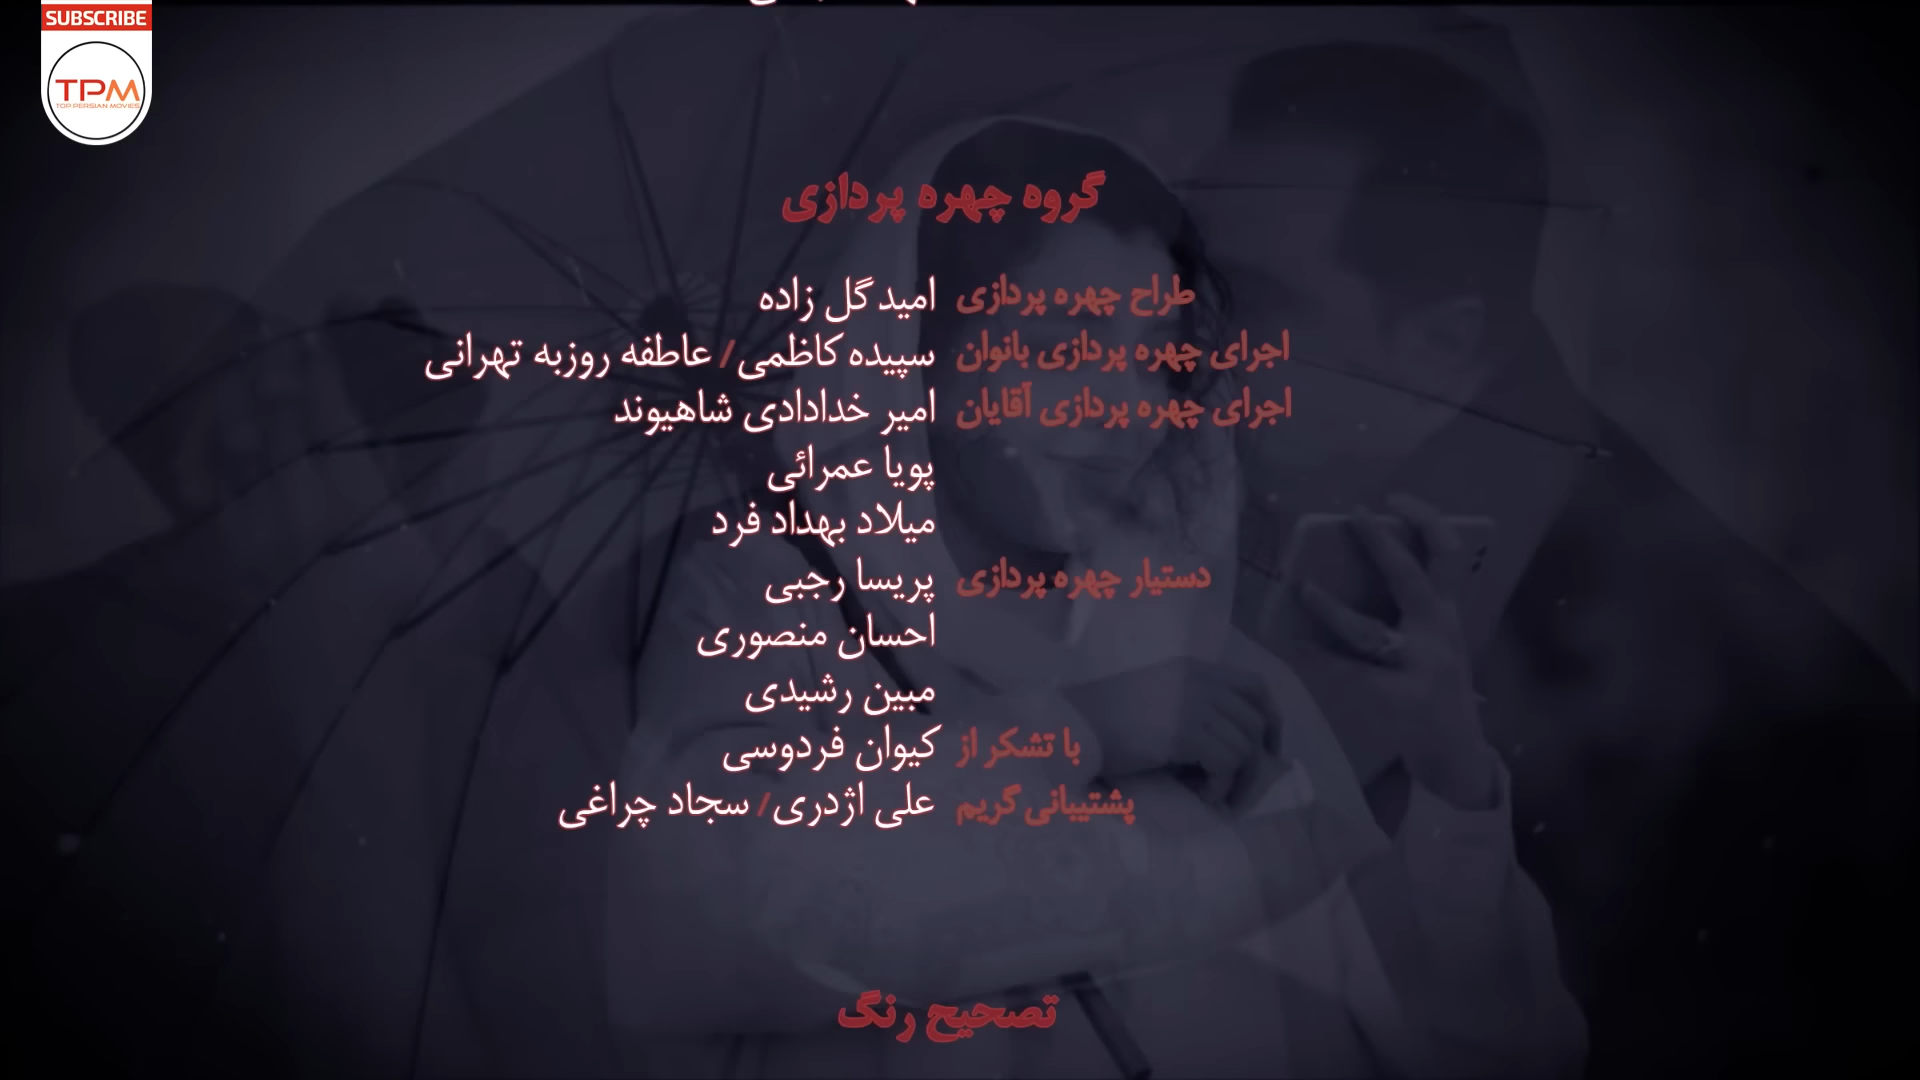 SUBSCRIBE
TPM
TOP PERSIAN MOVIES
گروه چهره پردازی
طراح چهره پردازی امید گل زاده
اجرای چهره پردازی بانوان سپیده کاظمی / عاطفه روزبه تهرانی
اجرای چهره پردازی آقایان امیر خدادادی شاهیوند
پویا عمرائی
میلاد بهداد فرد
دستیار چهره پردازی پریسا رجبی
احسان منصوری
مبین رشیدی
با تشکر از کیوان فردوسی
پشتیبانی گریم علی اژدری / سجاد چراغی
تصحیح رنگ